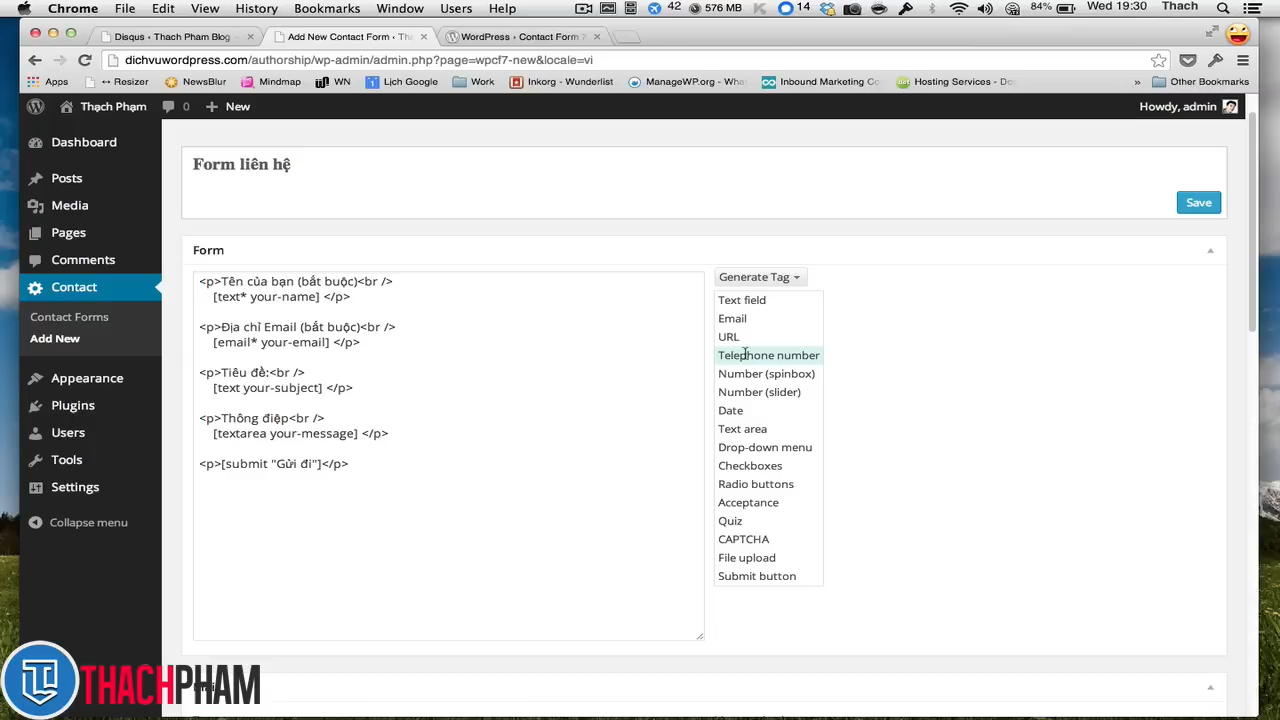 Chrome File Edit View History Bookmarks Window Users Help 42 576 MB 14 84% Wed 19:30 Thach
Disqus - Thach Pham Blog
Add New Contact Form ‹ Th
WordPress › Contact Form 7
dichvuwordpress.com/authorship/wp-admin/admin.php?page=wpcf7-new&locale=vi
Apps ↔ Resizer NewsBlur Mindmap WN Lịch Google Work Inbox - Wunderlist ManageWP.org - Wha Inbound Marketing Co Hosting Services - De » Other Bookmarks
Thạch Phạm 0 + New Howdy, admin
Dashboard
Posts
Media
Pages
Comments
Contact
Contact Forms
Add New
Appearance
Plugins
Users
Tools
Settings
Collapse menu
Form liên hệ
Save
Form
<p>Tên của bạn (bắt buộc)<br />
[text* your-name] </p>
<p>Địa chỉ Email (bắt buộc)<br />
[email* your-email] </p>
<p>Tiêu đề:<br />
[text your-subject] </p>
<p>Thông điệp<br />
[textarea your-message] </p>
<p>[submit "Gửi đi"]</p>
Generate Tag
Text field
Email
URL
Telephone number
Number (spinbox)
Number (slider)
Date
Text area
Drop-down menu
Checkboxes
Radio buttons
Acceptance
Quiz
CAPTCHA
File upload
Submit button
THACHPHAM